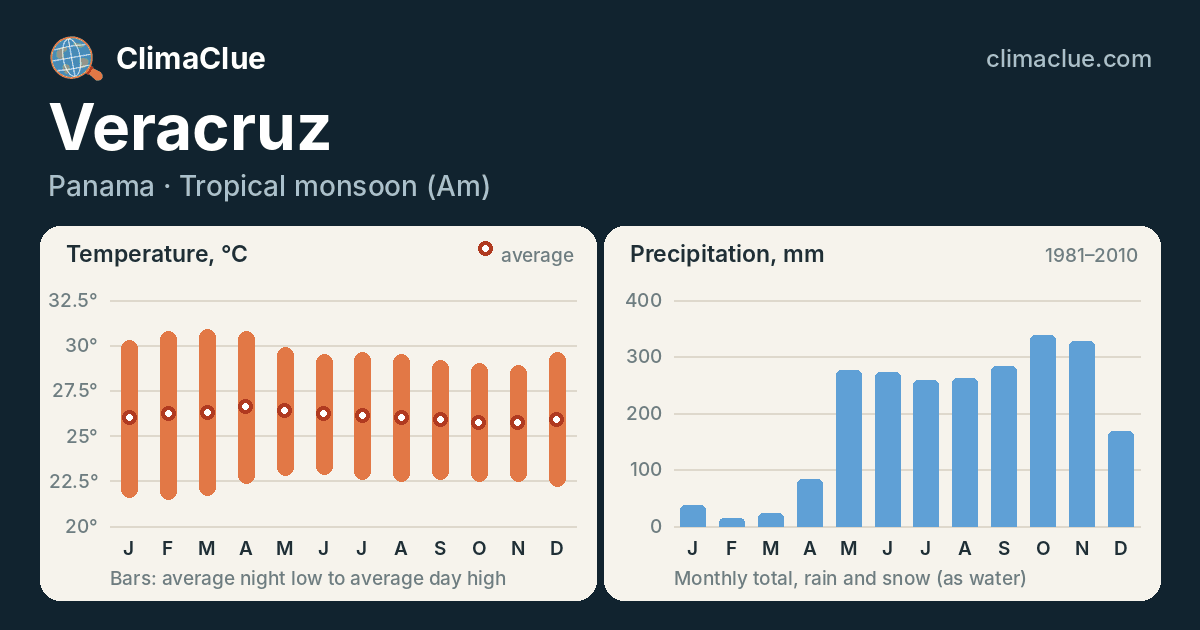 ClimaClue
climaclue.com
Veracruz
Panama · Tropical monsoon (Am)
Temperature, °C
average
32.5°
30°
27.5°
25°
22.5°
20°
J F M A M J J A S O N D
Bars: average night low to average day high
Precipitation, mm
1981–2010
400
300
200
100
0
J F M A M J J A S O N D
Monthly total, rain and snow (as water)